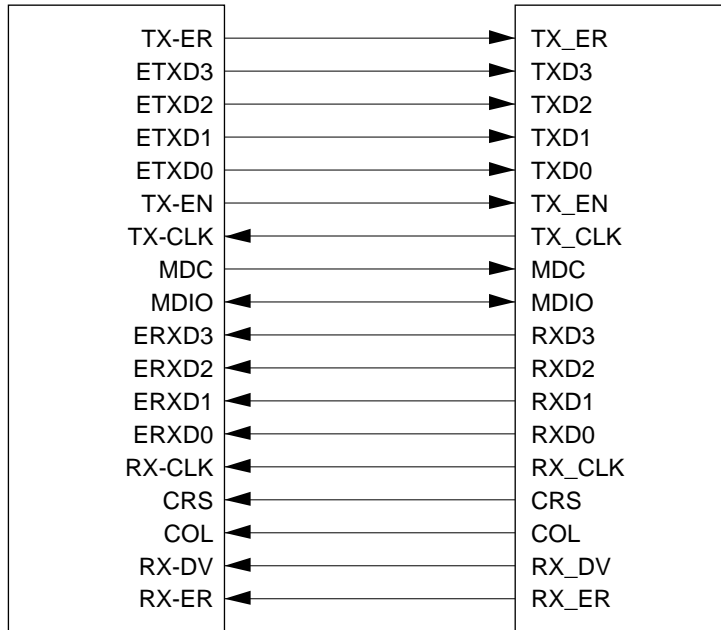 TX-ER TX_ER
ETXD3 TXD3
ETXD2 TXD2
ETXD1 TXD1
ETXD0 TXD0
TX-EN TX_EN
TX-CLK TX_CLK
MDC MDC
MDIO MDIO
ERXD3 RXD3
ERXD2 RXD2
ERXD1 RXD1
ERXD0 RXD0
RX-CLK RX_CLK
CRS CRS
COL COL
RX-DV RX_DV
RX-ER RX_ER